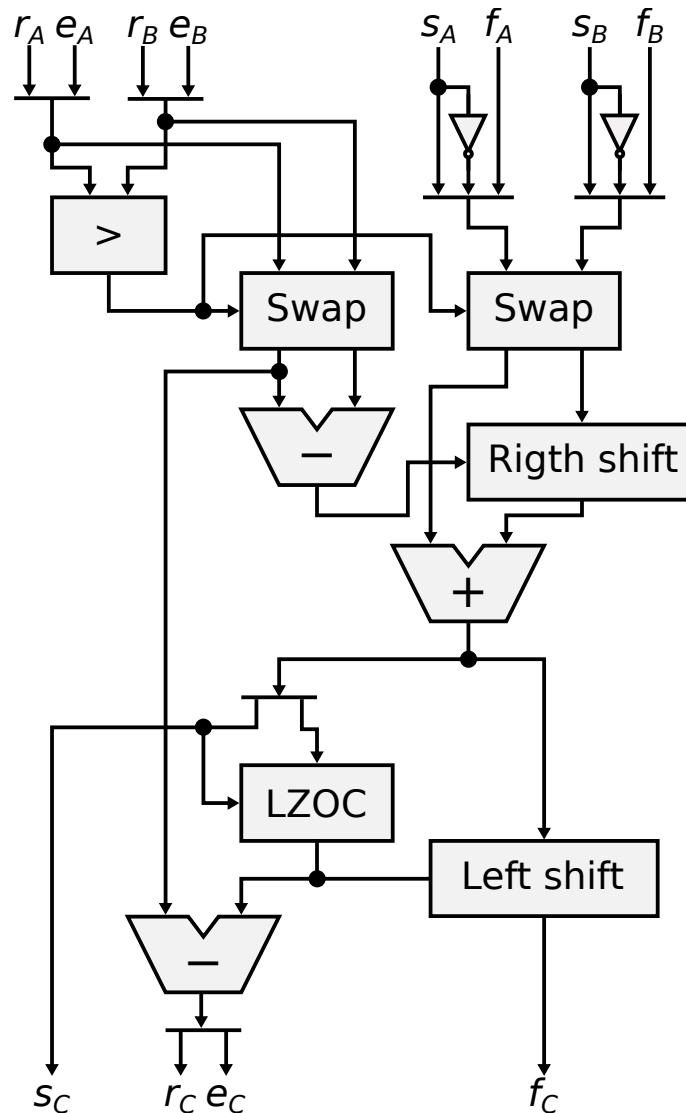 r_A e_A r_B e_B s_A f_A s_B f_B
>
Swap Swap
−
Rigth shift
+
LZOC
Left shift
−
s_C r_C e_C f_C